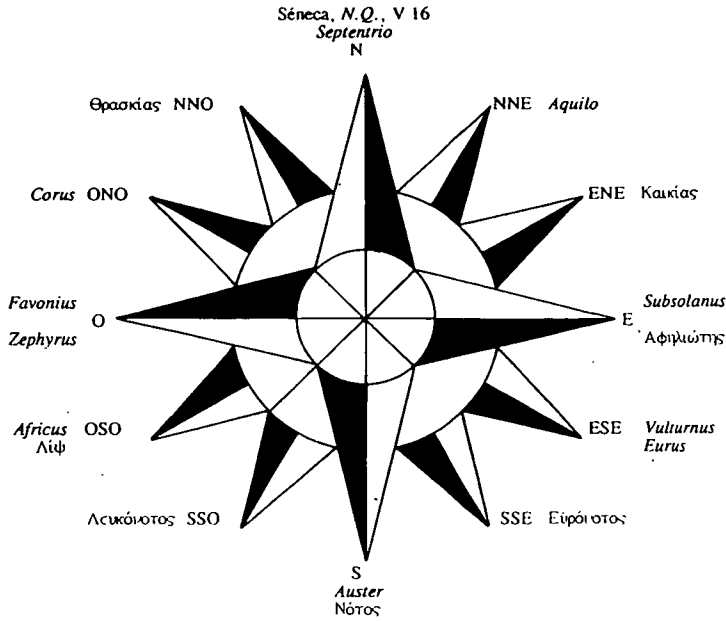 Séneca, N.Q., V 16
Septentrio
N
Θρασκίας NNO
NNE Aquilo
Corus ONO
ENE Καικίας
Favonius
O
Zephyrus
Subsolanus
E
Αφηλιώτης
Africus OSO
Λίψ
ESE Vulturnus
Eurus
Λευκόνοτος SSO
SSE Εὐρόνοτος
S
Auster
Νότος